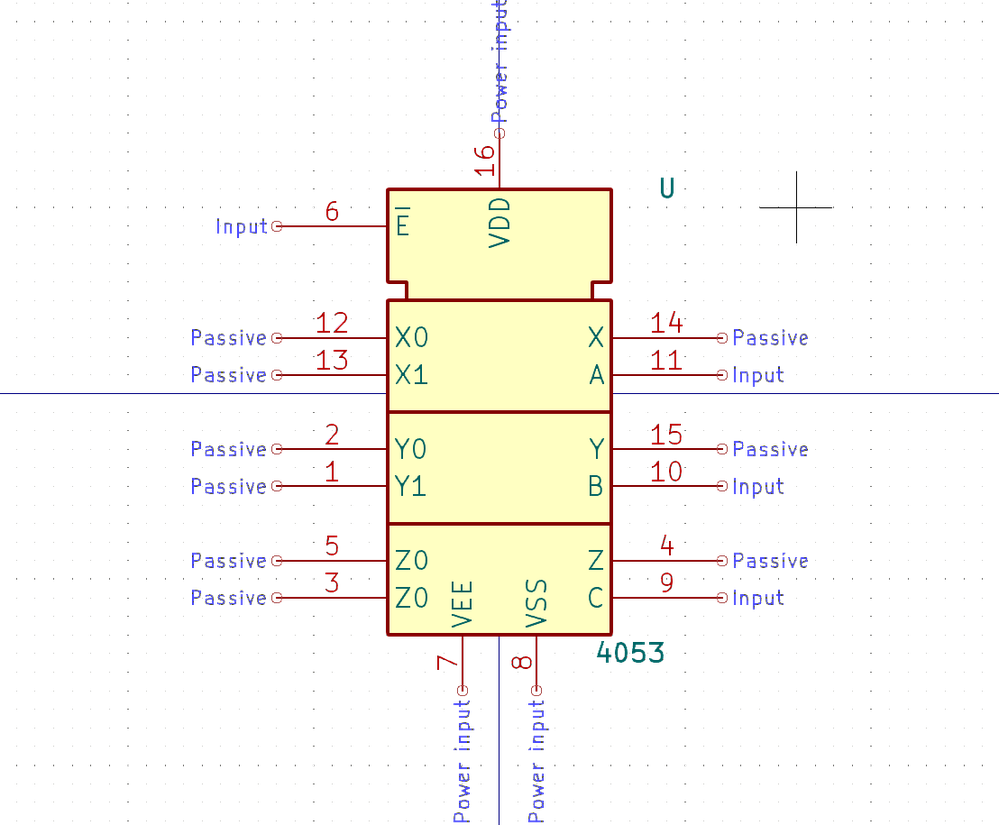 Power input
16
U
VDD
Input 6 E
Passive 12 X0 X 14 Passive
Passive 13 X1 A 11 Input
Passive 2 Y0 Y 15 Passive
Passive 1 Y1 B 10 Input
Passive 5 Z0 Z 4 Passive
Passive 3 Z0 C 9 Input
VEE VSS
4053
7 8
Power input Power input